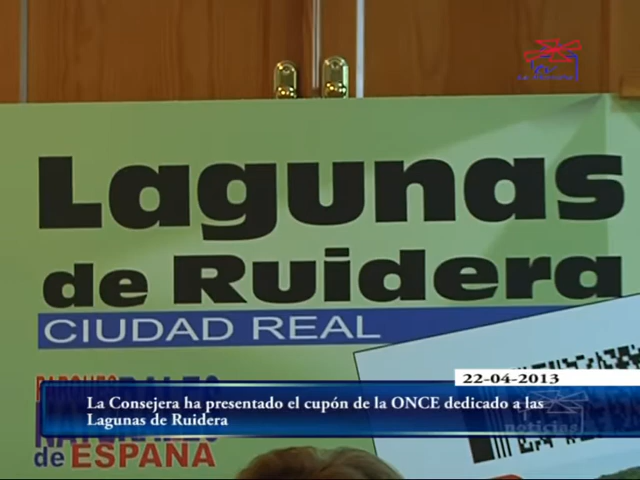 Lagunas
de Ruidera
CIUDAD REAL
22-04-2013
La Consejera ha presentado el cupón de la ONCE dedicado a las
Lagunas de Ruidera
noticias
de ESPAÑA